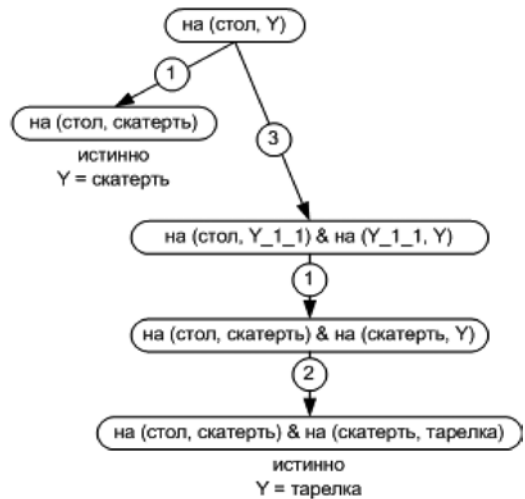 на (стол, Y)
1
на (стол, скатерть)
истинно
Y = скатерть
3
на (стол, Y_1_1) & на (Y_1_1, Y)
1
на (стол, скатерть) & на (скатерть, Y)
2
на (стол, скатерть) & на (скатерть, тарелка)
истинно
Y = тарелка